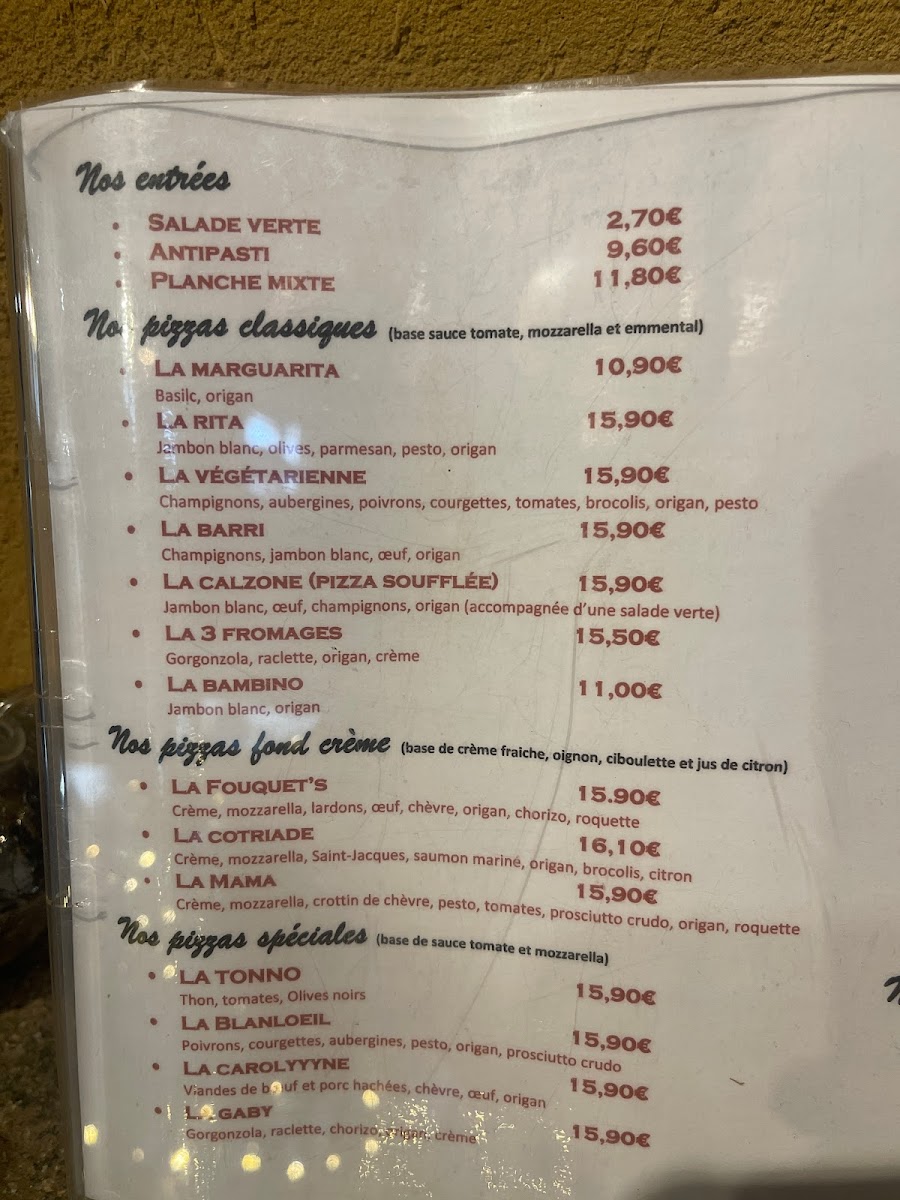 Nos entrées
• SALADE VERTE 2,70€
• ANTIPASTI 9,60€
• PLANCHE MIXTE 11,80€
Nos pizzas classiques (base sauce tomate, mozzarella et emmental)
• LA MARGUARITA 10,90€
Basilc, origan
• LA RITA 15,90€
Jambon blanc, olives, parmesan, pesto, origan
• LA VÉGÉTARIENNE 15,90€
Champignons, aubergines, poivrons, courgettes, tomates, brocolis, origan, pesto
• LA BARRI 15,90€
Champignons, jambon blanc, œuf, origan
• LA CALZONE (PIZZA SOUFFLÉE) 15,90€
Jambon blanc, œuf, champignons, origan (accompagnée d'une salade verte)
• LA 3 FROMAGES 15,50€
Gorgonzola, raclette, origan, crème
• LA BAMBINO 11,00€
Jambon blanc, origan
Nos pizzas fond crème (base de crème fraiche, oignon, ciboulette et jus de citron)
• LA FOUQUET'S 15.90€
Crème, mozzarella, lardons, œuf, chèvre, origan, chorizo, roquette
• LA COTRIADE 16,10€
Crème, mozzarella, Saint-Jacques, saumon mariné, origan, brocolis, citron
• LA MAMA 15,90€
Crème, mozzarella, crottin de chèvre, pesto, tomates, prosciutto crudo, origan, roquette
Nos pizzas spéciales (base de sauce tomate et mozzarella)
• LA TONNO 15,90€
Thon, tomates, Olives noirs
• LA BLANLOEIL 15,90€
Poivrons, courgettes, aubergines, pesto, origan, prosciutto crudo
• LA CAROLYYYNE 15,90€
Viandes de bœuf et porc hachées, chèvre, œuf, origan
• LA GABY 15,90€
Gorgonzola, raclette, chorizo, origan, crème